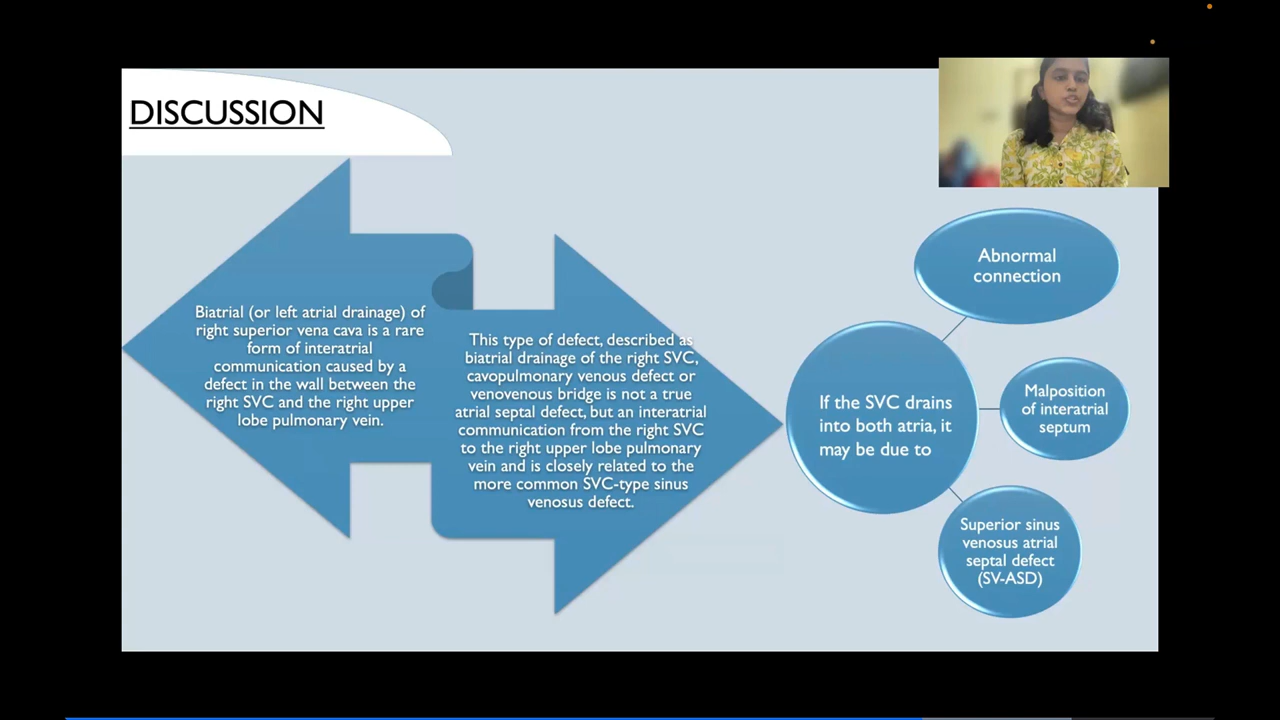 DISCUSSION
Biatrial (or left atrial drainage) of
right superior vena cava is a rare
form of interatrial
communication caused by a
defect in the wall between the
right SVC and the right upper
lobe pulmonary vein.
This type of defect, described as
biatrial drainage of the right SVC,
cavopulmonary venous defect or
venovenous bridge is not a true
atrial septal defect, but an interatrial
communication from the right SVC
to the right upper lobe pulmonary
vein and is closely related to the
more common SVC-type sinus
venosus defect.
If the SVC drains
into both atria, it
may be due to
Abnormal
connection
Malposition
of interatrial
septum
Superior sinus
venosus atrial
septal defect
(SV-ASD)